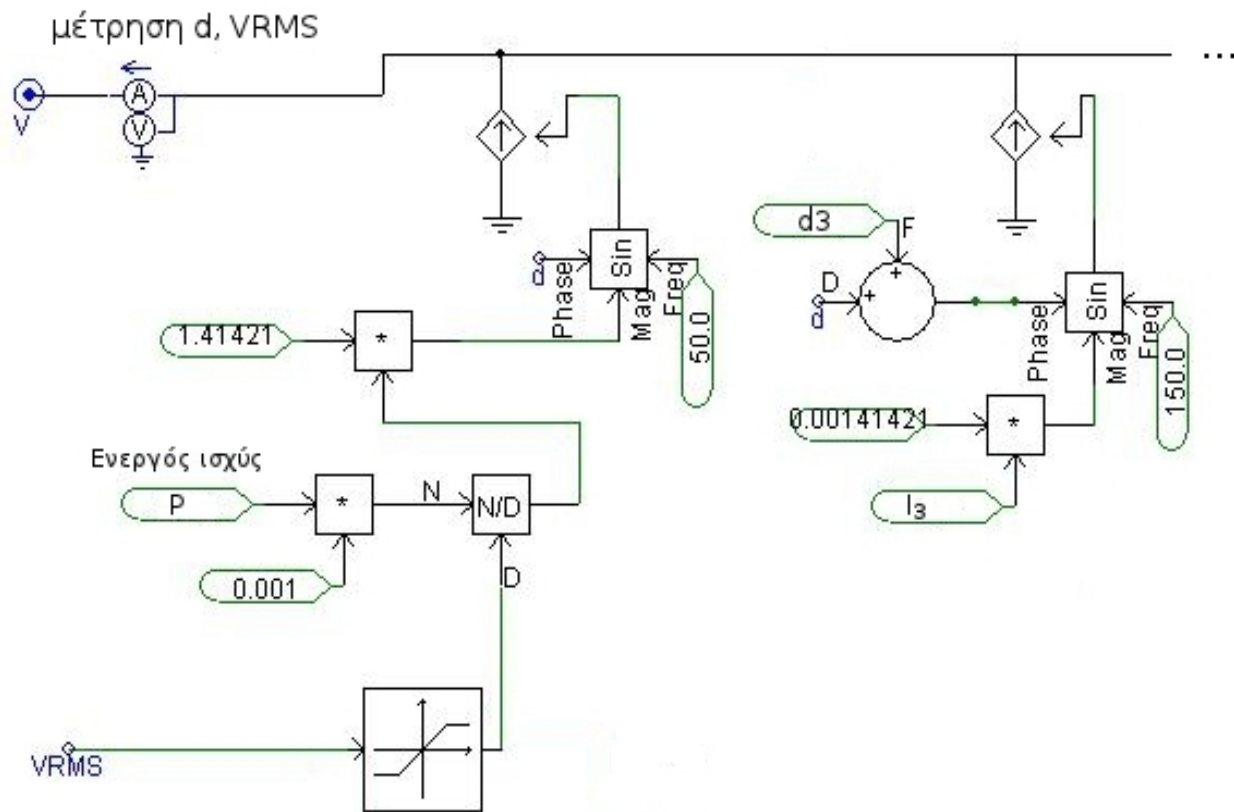 μέτρηση d, VRMS
...
A
V
V
d3
F
d
Phase
Sin
Mag
Freq
50.0
D
d
Phase
Sin
Mag
Freq
150.0
1.41421
*
0.00141421
*
I₃
Ενεργός ισχύς
P
*
N
N/D
0.001
D
VRMS